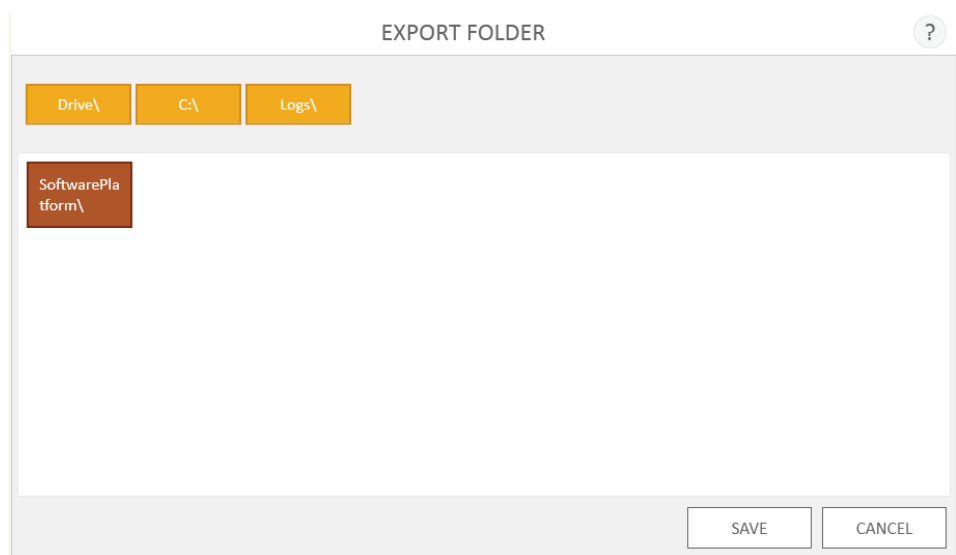 EXPORT FOLDER
?
Drive\
C:\
Logs\
SoftwarePla
tform\
SAVE
CANCEL